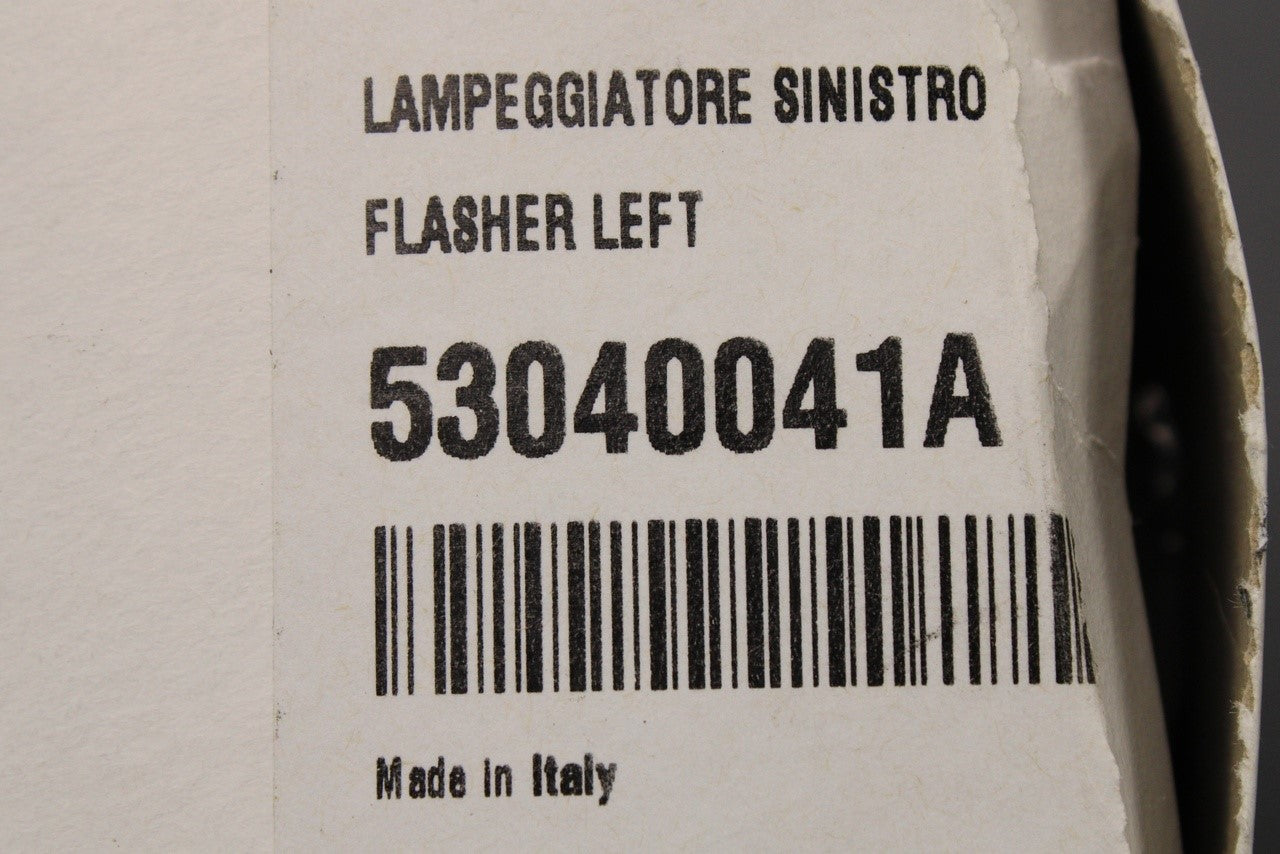 LAMPEGGIATORE SINISTRO
FLASHER LEFT
53040041A
Made in Italy